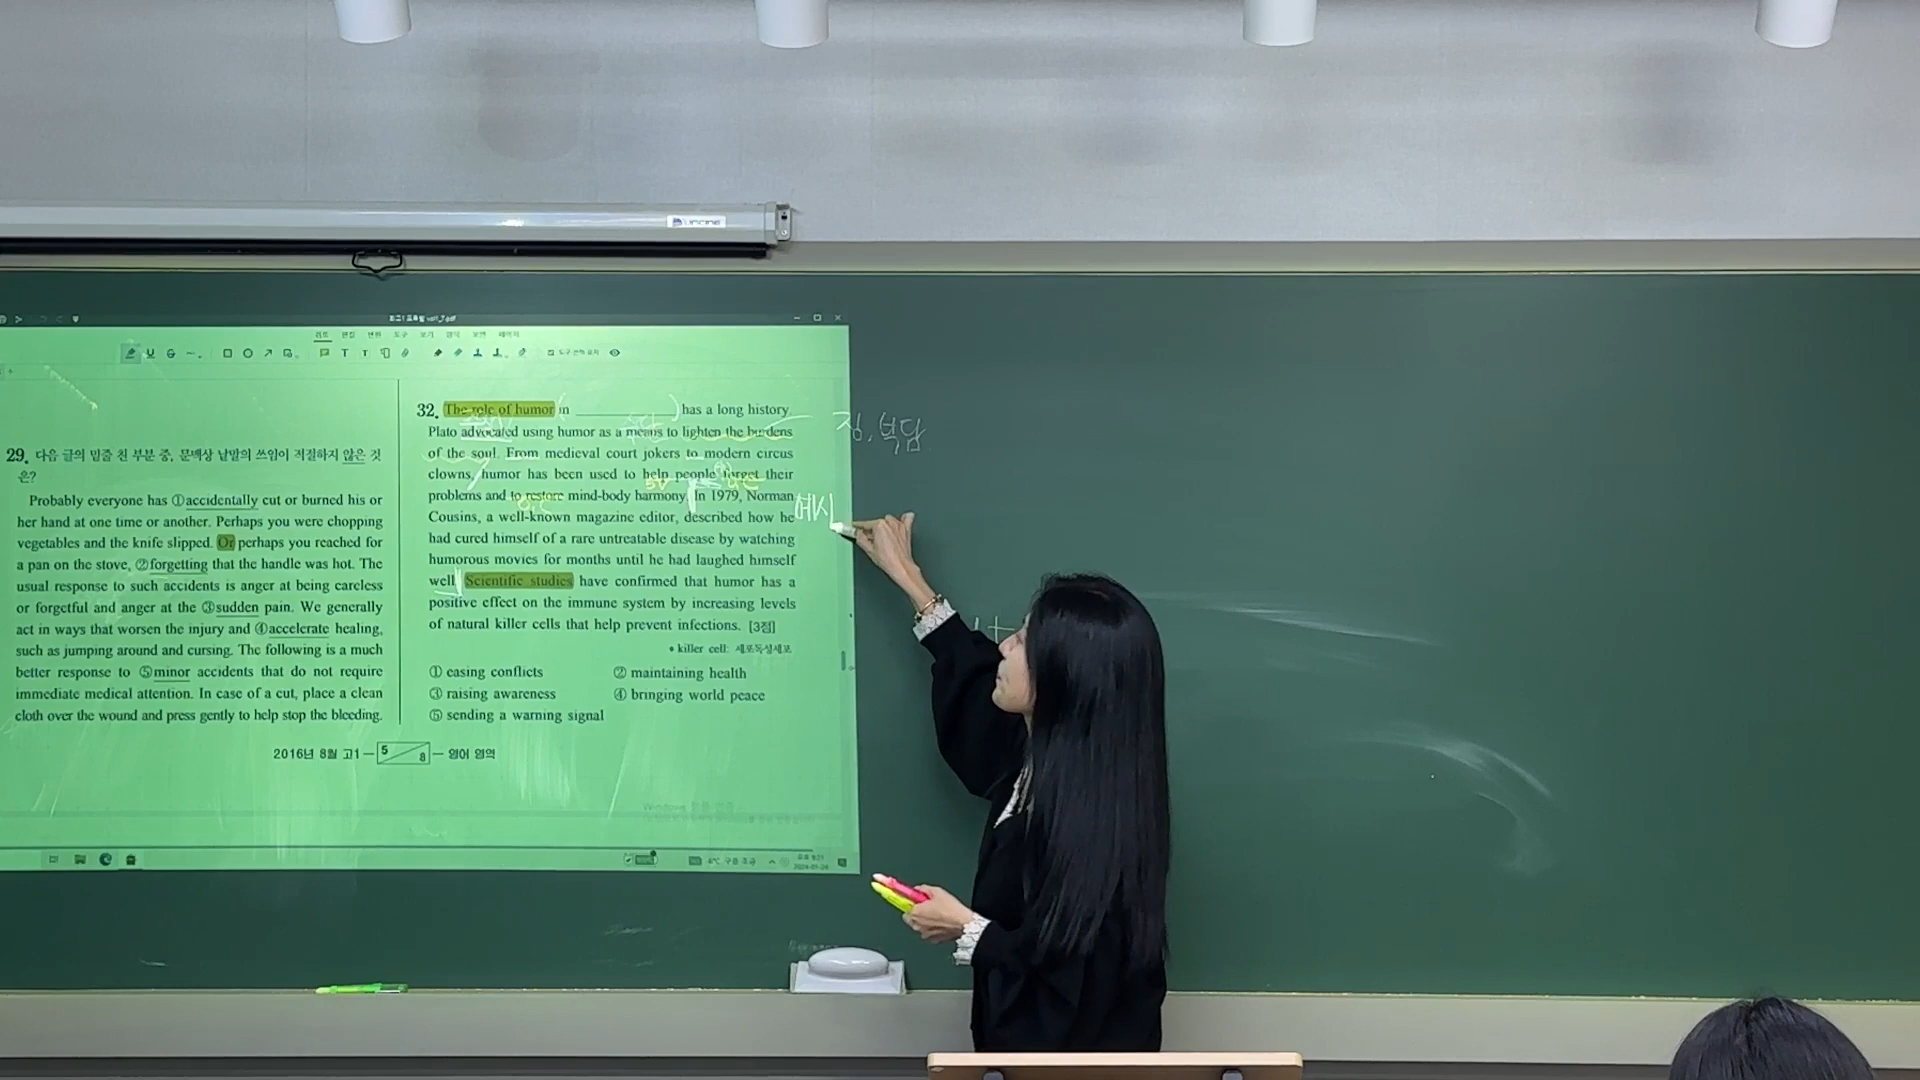 29. 다음 글의 밑줄 친 부분 중, 문맥상 낱말의 쓰임이 적절하지 않은 것
은?
Probably everyone has ①accidentally cut or burned his or
her hand at one time or another. Perhaps you were chopping
vegetables and the knife slipped. Or perhaps you reached for
a pan on the stove, ②forgetting that the handle was hot. The
usual response to such accidents is anger at being careless
or forgetful and anger at the ③sudden pain. We generally
act in ways that worsen the injury and ④accelerate healing,
such as jumping around and cursing. The following is a much
better response to ⑤minor accidents that do not require
immediate medical attention. In case of a cut, place a clean
cloth over the wound and press gently to help stop the bleeding.
32. The role of humor in ____________ has a long history.
Plato advocated using humor as a means to lighten the burdens
of the soul. From medieval court jokers to modern circus
clowns, humor has been used to help people forget their
problems and to restore mind-body harmony. In 1979, Norman
Cousins, a well-known magazine editor, described how he
had cured himself of a rare untreatable disease by watching
humorous movies for months until he had laughed himself
well. Scientific studies have confirmed that humor has a
positive effect on the immune system by increasing levels
of natural killer cells that help prevent infections. [3점]
* killer cell: 세포독성세포
① easing conflicts ② maintaining health
③ raising awareness ④ bringing world peace
⑤ sending a warning signal
2016년 8월 고1 — 5 / 8 — 영어 영역
예시